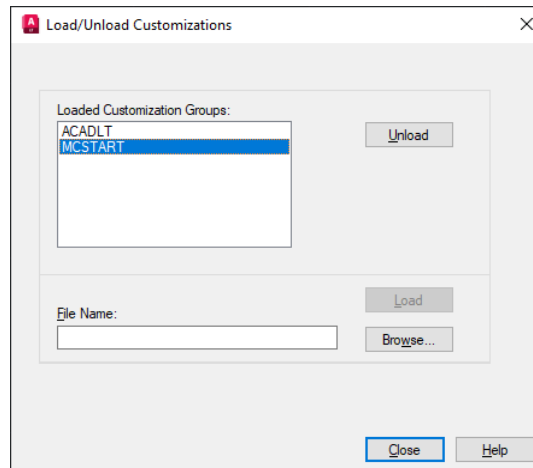 Load/Unload Customizations
Loaded Customization Groups:
ACADLT
MCSTART
Unload
Load
File Name:
Browse...
Close
Help